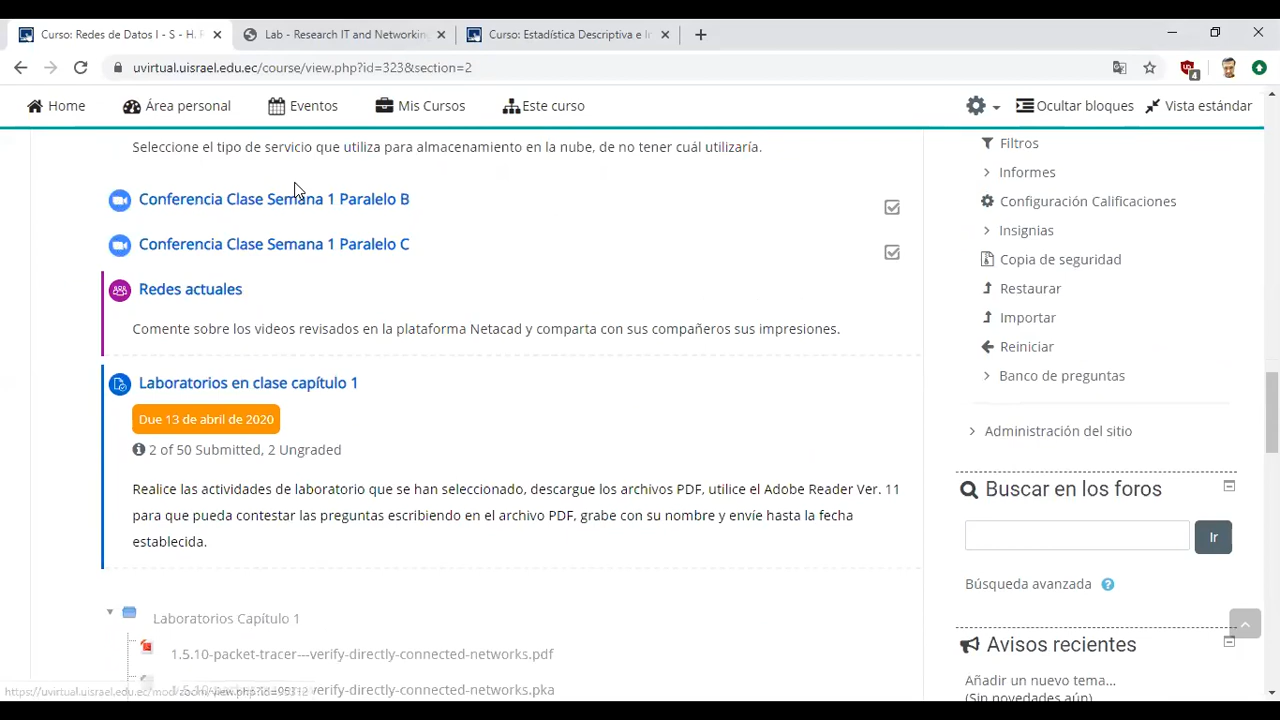 Curso: Redes de Datos I - S - H. R
Lab - Research IT and Networking
Curso: Estadística Descriptiva e In
uvirtual.uisrael.edu.ec/course/view.php?id=323&section=2
4
Home
Área personal
Eventos
Mis Cursos
Este curso
Ocultar bloques
Vista estándar
Seleccione el tipo de servicio que utiliza para almacenamiento en la nube, de no tener cuál utilizaría.
Conferencia Clase Semana 1 Paralelo B
Conferencia Clase Semana 1 Paralelo C
Redes actuales
Comente sobre los videos revisados en la plataforma Netacad y comparta con sus compañeros sus impresiones.
Laboratorios en clase capítulo 1
Due 13 de abril de 2020
2 of 50 Submitted, 2 Ungraded
Realice las actividades de laboratorio que se han seleccionado, descargue los archivos PDF, utilice el Adobe Reader Ver. 11
para que pueda contestar las preguntas escribiendo en el archivo PDF, grabe con su nombre y envíe hasta la fecha
establecida.
Laboratorios Capítulo 1
1.5.10-packet-tracer---verify-directly-connected-networks.pdf
verify-directly-connected-networks.pka
Filtros
Informes
Configuración Calificaciones
Insignias
Copia de seguridad
Restaurar
Importar
Reiniciar
Banco de preguntas
Administración del sitio
Buscar en los foros
Ir
Búsqueda avanzada
Avisos recientes
Añadir un nuevo tema...
(Sin novedades aún)